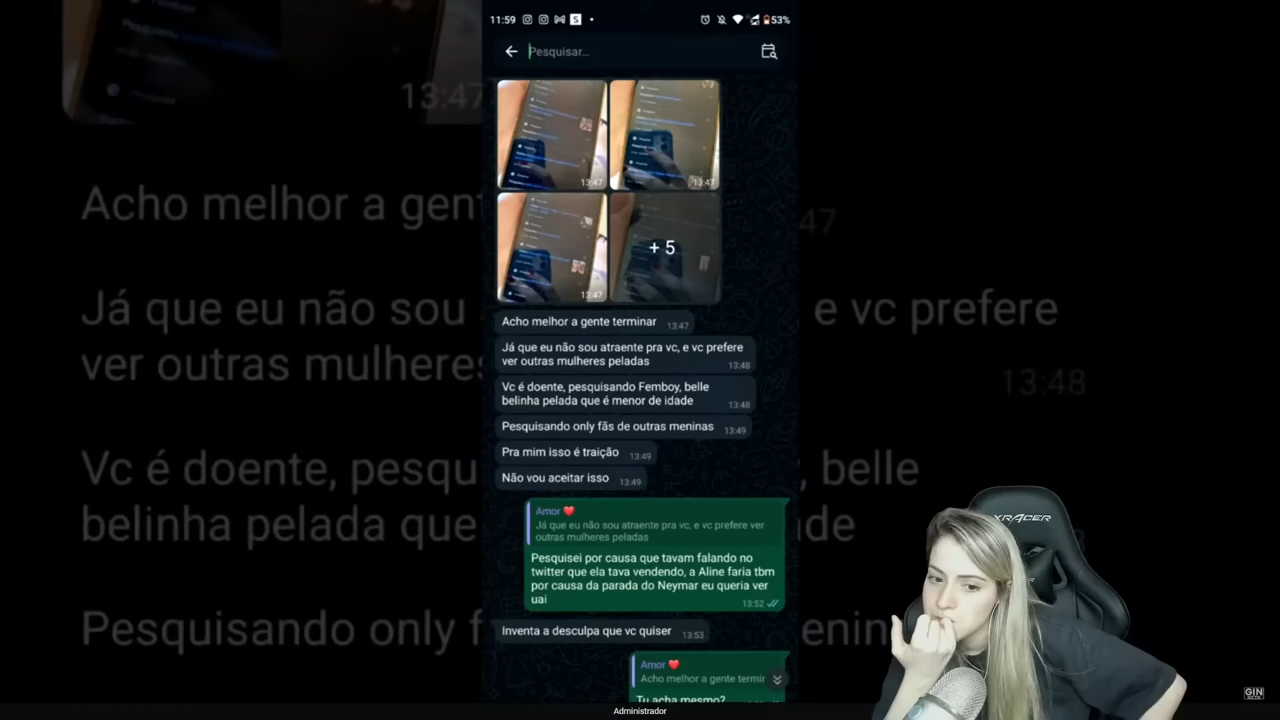 11:59
53%
Pesquisar...
13:47
13:47
13:47
+ 5
Acho melhor a gente terminar 13:47
Já que eu não sou atraente pra vc, e vc prefere
ver outras mulheres peladas 13:48
Vc é doente, pesquisando Femboy, belle
belinha pelada que é menor de idade 13:48
Pesquisando only fãs de outras meninas 13:49
Pra mim isso é traição 13:49
Não vou aceitar isso 13:49
Amor
Já que eu não sou atraente pra vc, e vc prefere ver
outras mulheres peladas
Pesquisei por causa que tavam falando no
twitter que ela tava vendendo, a Aline faria tbm
por causa da parada do Neymar eu queria ver
uai 13:52
Inventa a desculpa que vc quiser 13:53
Amor
Acho melhor a gente termir
Tu acha mesmo?
13:47
Acho melhor a gent
47
Já que eu não sou
e vc prefere
ver outras mulheres
13:48
Vc é doente, pesqu
, belle
belinha pelada que
de
Pesquisando only f
enin
XRACER
GIN
Administrador